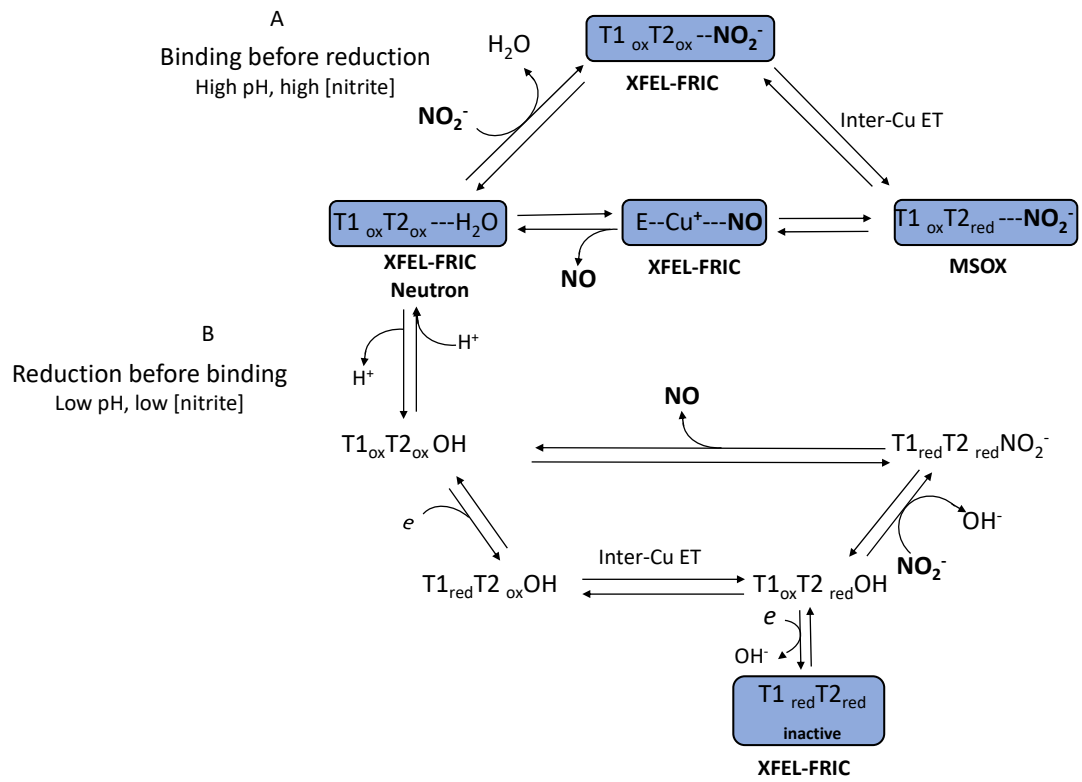 A
Binding before reduction
High pH, high [nitrite]
H₂O
NO₂⁻
T1 ₒₓT2ₒₓ --NO₂⁻
XFEL-FRIC
Inter-Cu ET
T1 ₒₓT2ₒₓ ---H₂O
XFEL-FRIC
Neutron
E--Cu⁺---NO
XFEL-FRIC
NO
T1 ₒₓT2red ---NO₂⁻
MSOX
B
Reduction before binding
Low pH, low [nitrite]
H⁺
H⁺
T1ₒₓT2ₒₓ OH
NO
T1redT2 redNO₂⁻
e
OH⁻
NO₂⁻
Inter-Cu ET
T1redT2 ₒₓOH
T1ₒₓT2 redOH
e
OH⁻
T1 redT2red
inactive
XFEL-FRIC